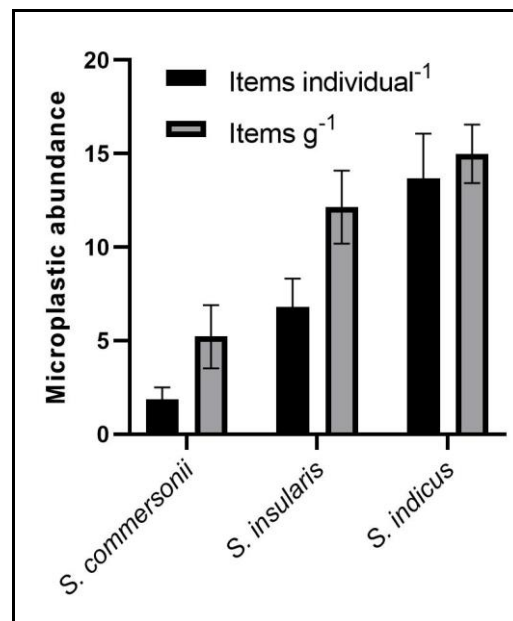 20
15
10
5
0
Microplastic abundance
Items individual⁻¹
Items g⁻¹
S. commersonii
S. insularis
S. indicus